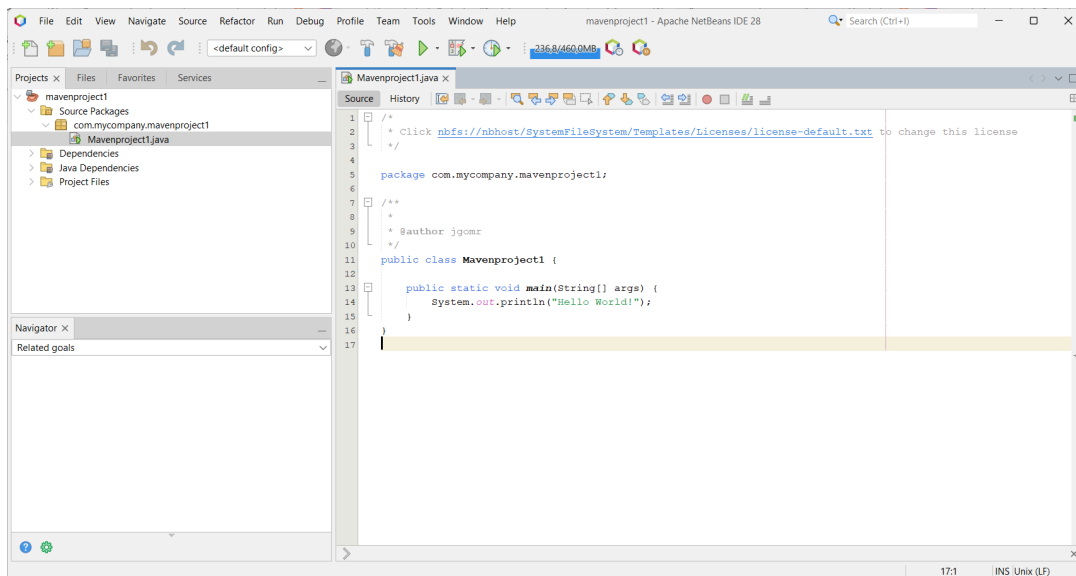 File Edit View Navigate Source Refactor Run Debug Profile Team Tools Window Help mavenproject1 - Apache NetBeans IDE 28 Search (Ctrl+I)
<default config> 236,8/460,0MB
Projects Files Favorites Services
mavenproject1
Source Packages
com.mycompany.mavenproject1
Mavenproject1.java
Dependencies
Java Dependencies
Project Files
Navigator
Related goals
Mavenproject1.java
Source History
1 /*
2 * Click nbfs://nbhost/SystemFileSystem/Templates/Licenses/license-default.txt to change this license
3 */
4
5 package com.mycompany.mavenproject1;
6
7 /**
8 *
9 * @author jgomr
10 */
11 public class Mavenproject1 {
12
13 public static void main(String[] args) {
14 System.out.println("Hello World!");
15 }
16 }
17
17:1 INS Unix (LF)